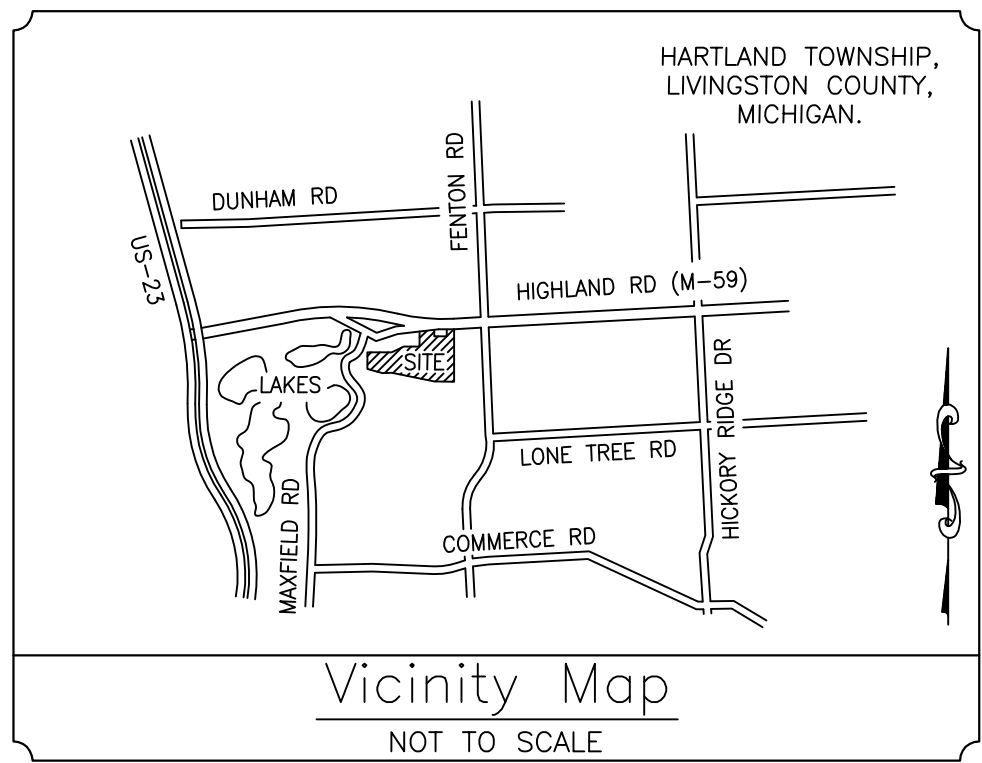 HARTLAND TOWNSHIP,
LIVINGSTON COUNTY,
MICHIGAN.
FENTON RD
DUNHAM RD
US-23
HIGHLAND RD (M-59)
SITE
LAKES
HICKORY RIDGE DR
LONE TREE RD
MAXFIELD RD
COMMERCE RD
Vicinity Map
NOT TO SCALE